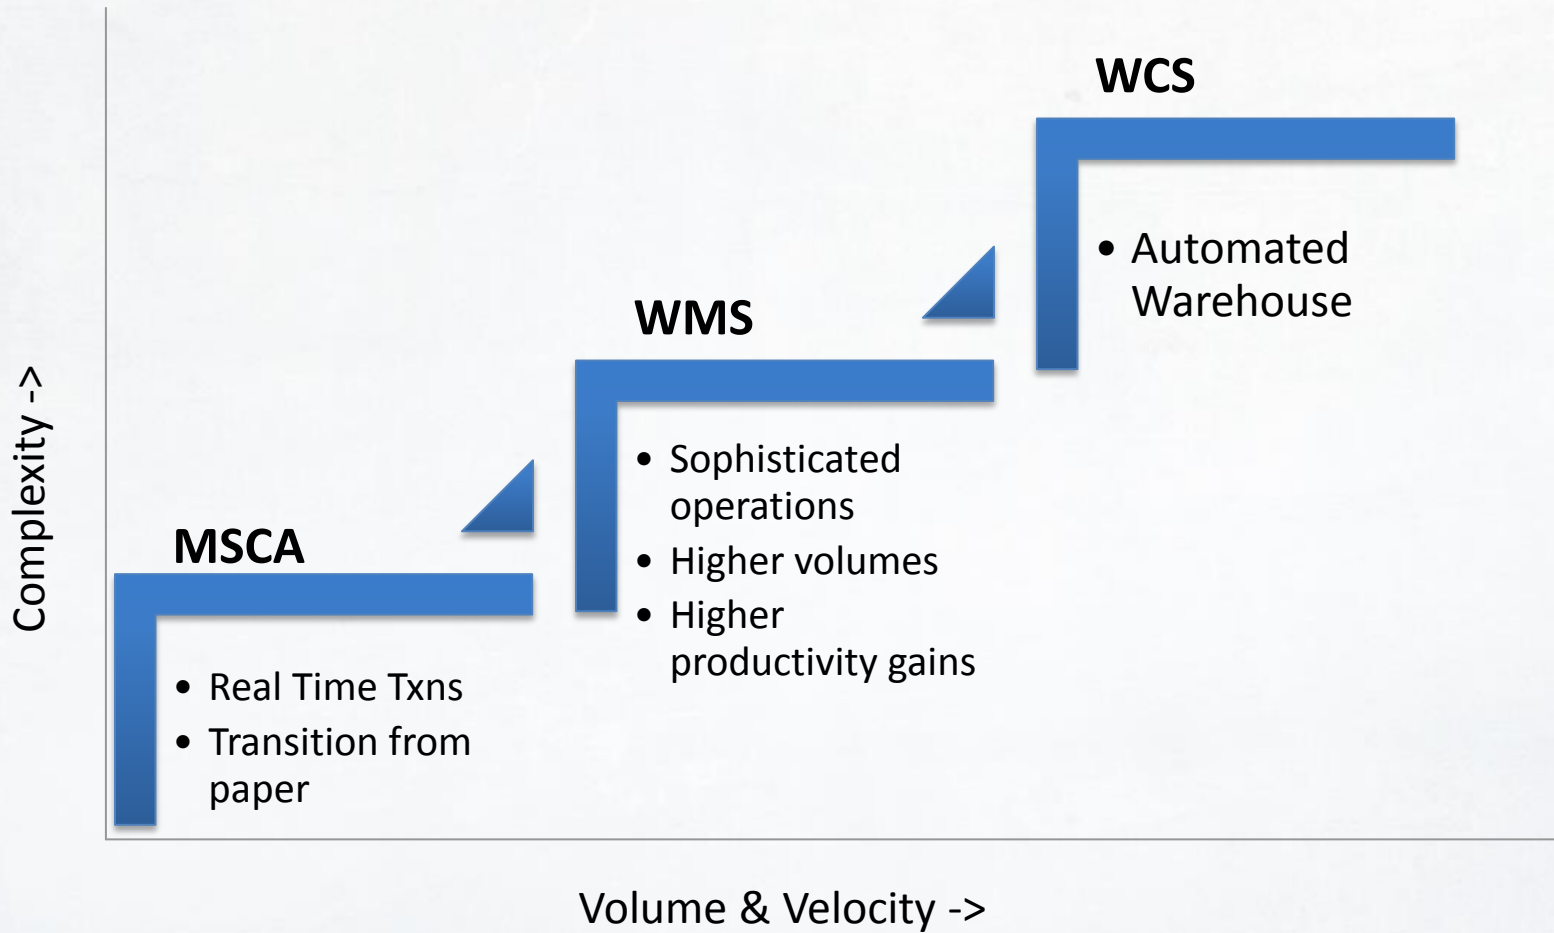 WCS
• Automated
Warehouse
WMS
• Sophisticated
operations
• Higher volumes
• Higher
productivity gains
MSCA
• Real Time Txns
• Transition from
paper
Complexity ->
Volume & Velocity ->